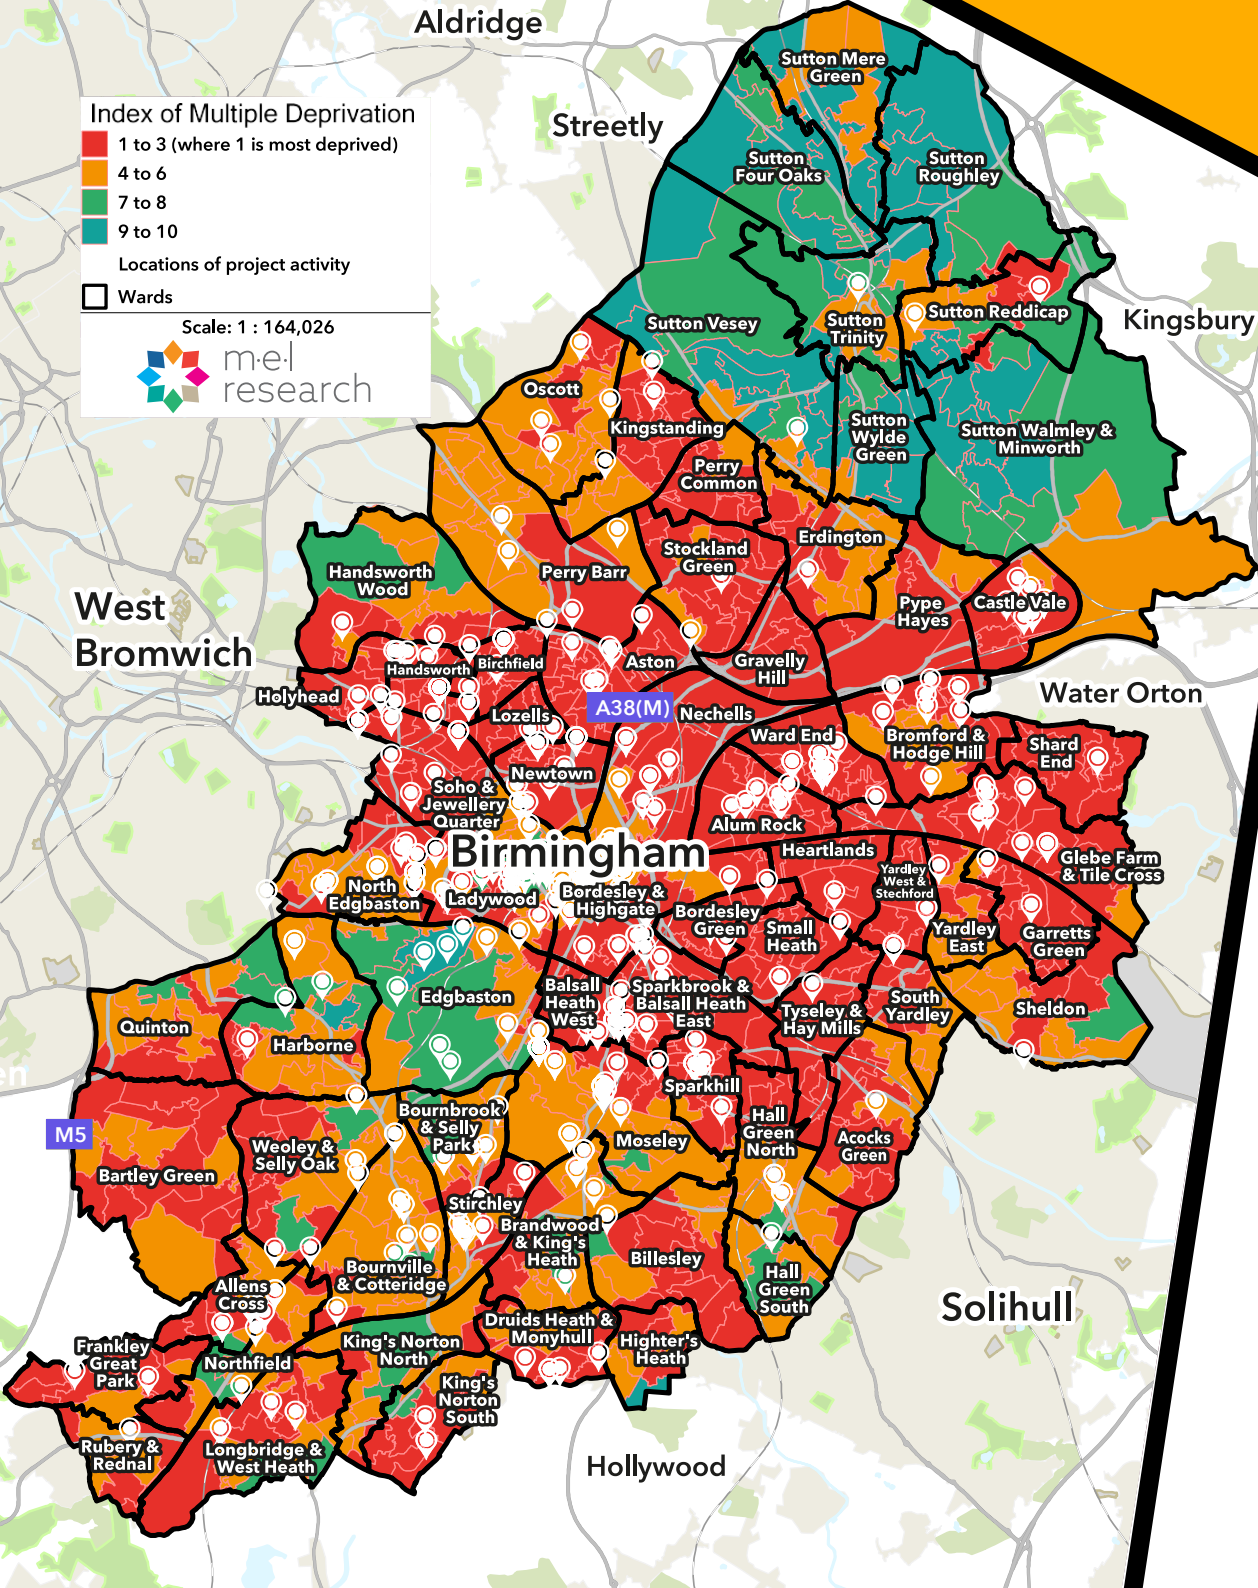 Aldridge
Sutton Mere
Green
Index of Multiple Deprivation
1 to 3 (where 1 is most deprived)
4 to 6
7 to 8
9 to 10
Locations of project activity
Wards
Scale: 1 : 164,026
m·e·l
research
Streetly
Sutton
Four Oaks
Sutton
Roughley
Sutton Vesey
Sutton
Trinity
Sutton Reddicap
Kingsbury
Oscott
Kingstanding
Sutton
Wylde
Green
Sutton Walmley &
Minworth
Perry
Common
Erdington
Stockland
Green
Handsworth
Wood
Perry Barr
Pype
Hayes
Castle Vale
West
Bromwich
Handsworth
Birchfield
Aston
Gravelly
Hill
Holyhead
Water Orton
A38(M)
Lozells
Nechells
Ward End
Bromford &
Hodge Hill
Shard
End
Newtown
Soho &
Jewellery
Quarter
Alum Rock
Birmingham
Heartlands
Glebe Farm
& Tile Cross
Yardley
West &
Stechford
North
Edgbaston
Ladywood
Bordesley &
Highgate
Bordesley
Green
Small
Heath
Yardley
East
Garretts
Green
Edgbaston
Balsall
Heath
West
Sparkbrook &
Balsall Heath
East
Tyseley &
Hay Mills
South
Yardley
Sheldon
Quinton
Harborne
en
Sparkhill
Bournbrook
& Selly
Park
M5
Weoley &
Selly Oak
Moseley
Hall
Green
North
Acocks
Green
Bartley Green
Stirchley
Brandwood
& King's
Heath
Billesley
Bournville
& Cotteridge
Hall
Green
South
Allens
Cross
Solihull
Druids Heath &
Monyhull
Highter's
Heath
King's Norton
North
Frankley
Great
Park
Northfield
King's
Norton
South
Rubery &
Rednal
Longbridge &
West Heath
Hollywood